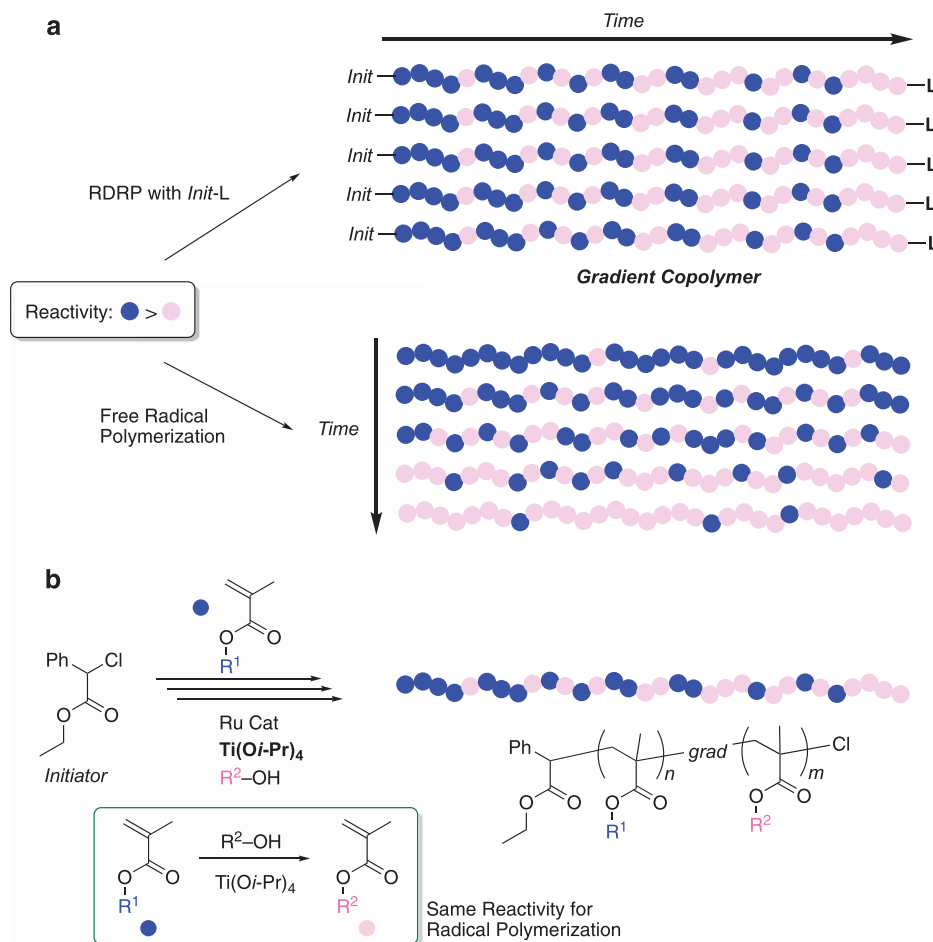 a
Time
Init
L
Init
L
RDRP with Init-L
Init
L
Init
L
Init
L
Gradient Copolymer
Reactivity: >
Free Radical
Polymerization
Time
b
Ph
Cl
O
O
Initiator
O
O
R1
Ru Cat
Ti(Oi-Pr)4
R2–OH
Ph
O
O
n
O
O
R1
grad
m
Cl
O
O
R2
O
O
R1
R2–OH
Ti(Oi-Pr)4
O
O
R2
Same Reactivity for
Radical Polymerization